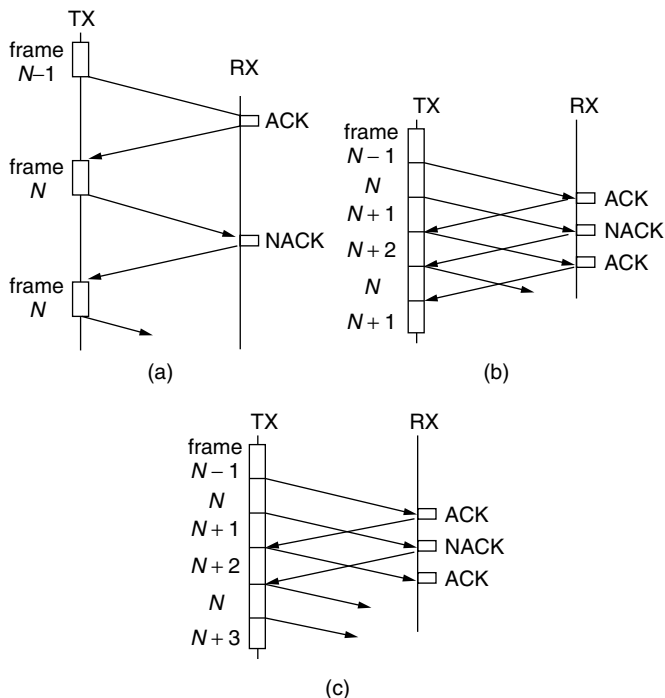 TX
frame
N–1
RX
ACK
frame
N
NACK
frame
N
(a)
TX
RX
frame
N – 1
N
ACK
N + 1
NACK
N + 2
ACK
N
N + 1
(b)
TX
RX
frame
N – 1
N
ACK
N + 1
NACK
N + 2
ACK
N
N + 3
(c)